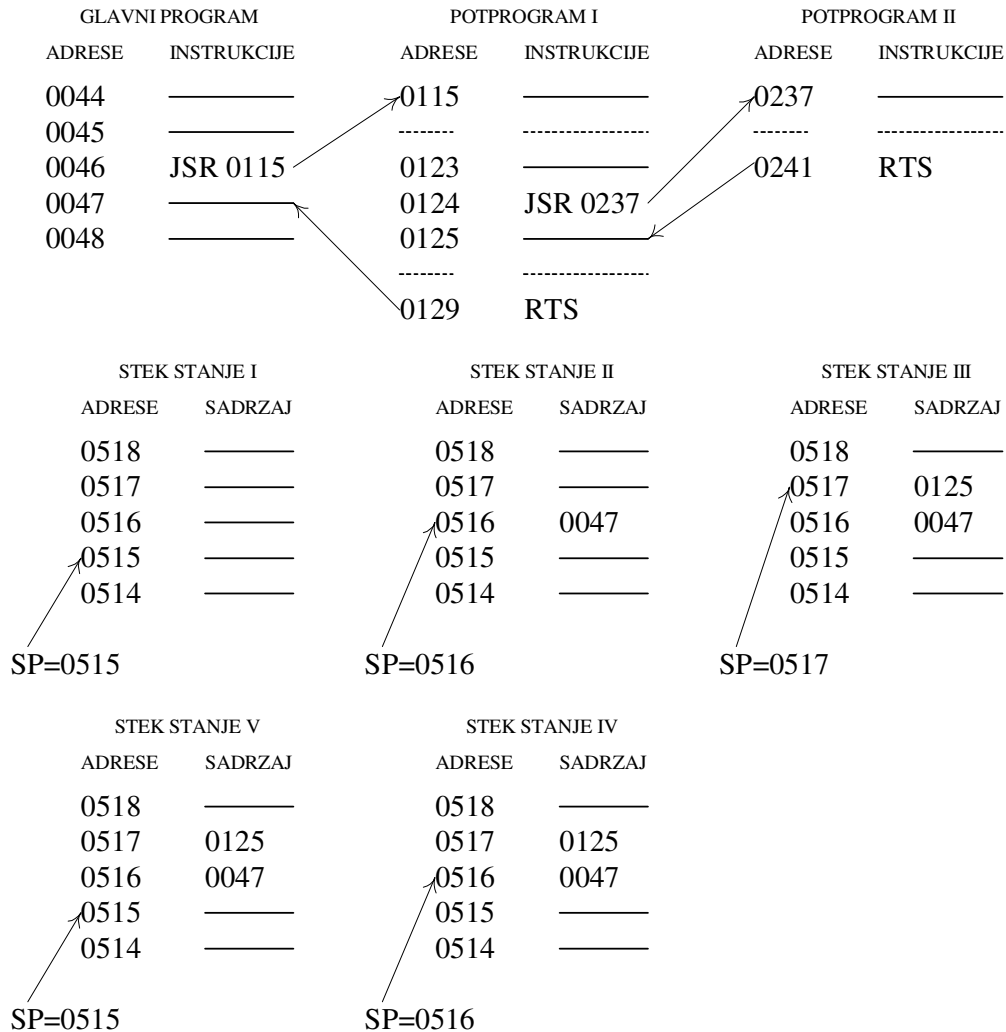 GLAVNI PROGRAM POTPROGRAM I POTPROGRAM II
ADRESE INSTRUKCIJE ADRESE INSTRUKCIJE ADRESE INSTRUKCIJE
0044 0115 0237
0045
0046 JSR 0115 0123 0241 RTS
0047 0124 JSR 0237
0048 0125
0129 RTS
STEK STANJE I STEK STANJE II STEK STANJE III
ADRESE SADRZAJ ADRESE SADRZAJ ADRESE SADRZAJ
0518 0518 0518
0517 0517 0517 0125
0516 0516 0047 0516 0047
0515 0515 0515
0514 0514 0514
SP=0515 SP=0516 SP=0517
STEK STANJE V STEK STANJE IV
ADRESE SADRZAJ ADRESE SADRZAJ
0518 0518
0517 0125 0517 0125
0516 0047 0516 0047
0515 0515
0514 0514
SP=0515 SP=0516